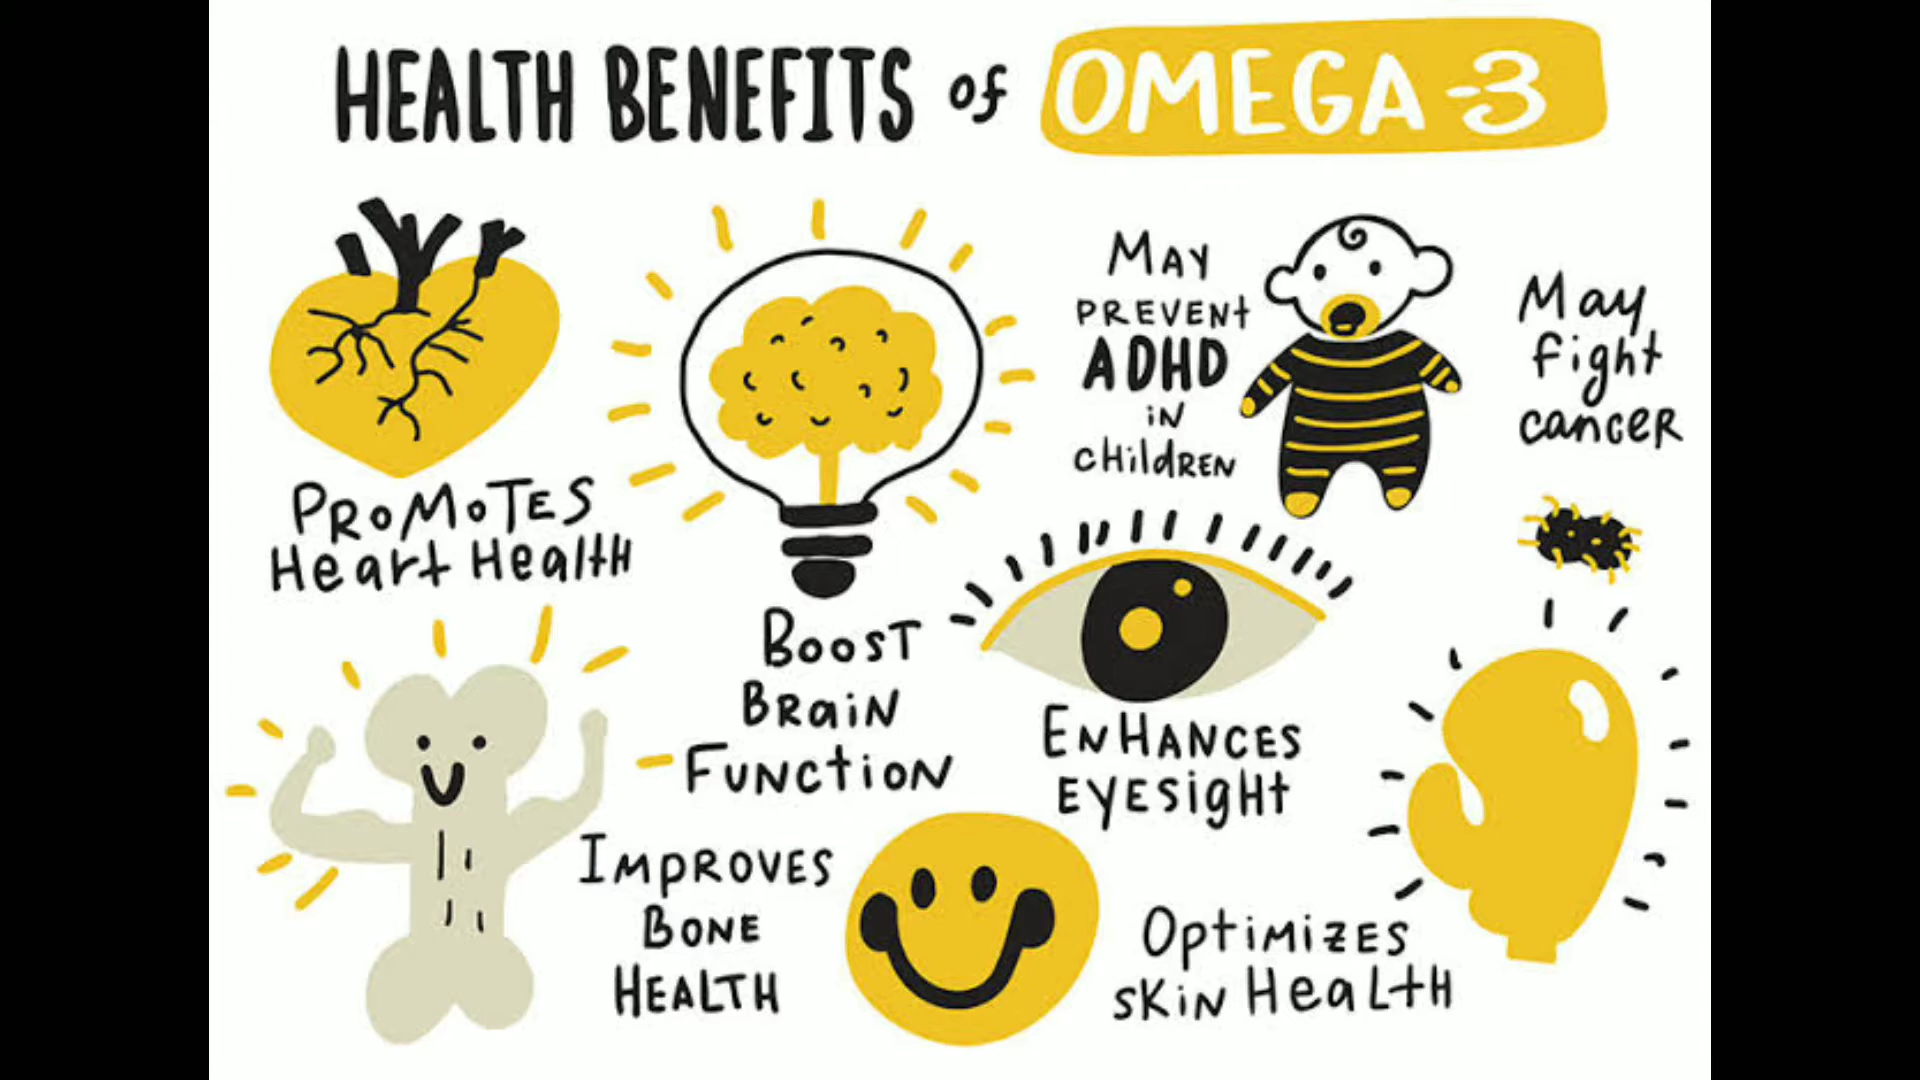 HEALTH BENEFITS of OMEGA-3
PROMOTES
Heart Health
BOOST
BRaiN
FUNCtiON
MAY
PREVENt
ADHD
iN
cHildREN
May
fight
canceR
ENHANCES
EYESigHt
IMPROVES
BONE
HEALTH
OptiMiZES
sKiN HeaLtH